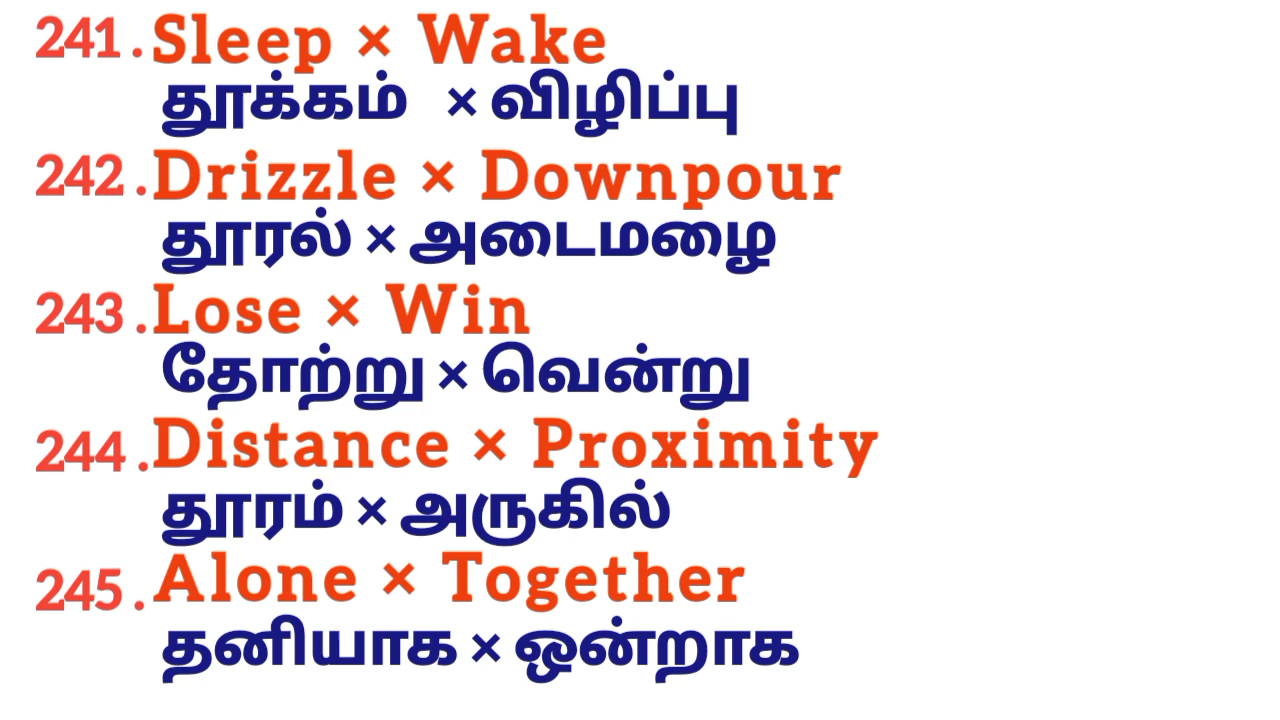 241 . Sleep × Wake
தூக்கம் × விழிப்பு
242 . Drizzle × Downpour
தூரல் × அடைமழை
243 . Lose × Win
தோற்று × வென்று
244 . Distance × Proximity
தூரம் × அருகில்
245 . Alone × Together
தனியாக × ஒன்றாக